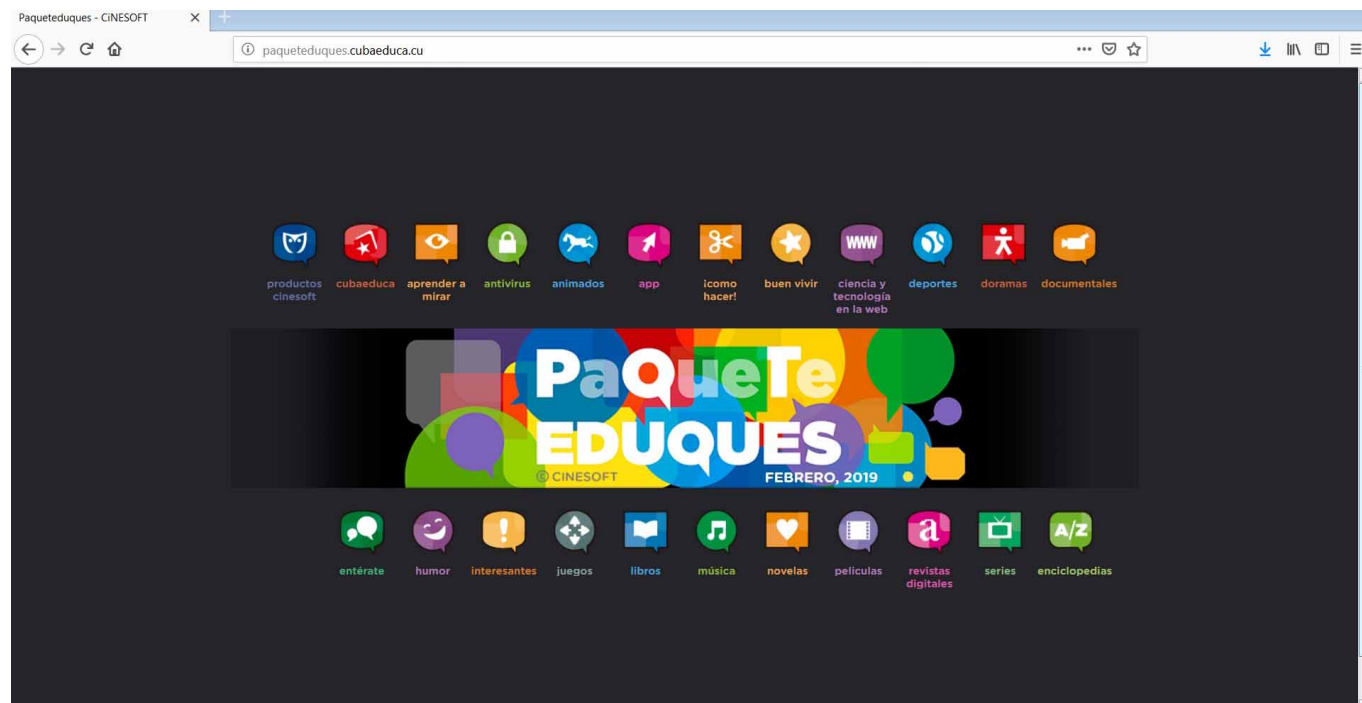 Paqueteduques - CiNESOFT
paqueteduques.cubaeduca.cu
WWW
productos
cinesoft
cubaeduca
aprender a
mirar
antivirus
animados
app
¡como
hacer!
buen vivir
ciencia y
tecnología
en la web
deportes
doramas
documentales
PaQueTe
EDUQUES
© CINESOFT
FEBRERO, 2019
a
A/Z
entérate
humor
interesantes
juegos
libros
música
novelas
peliculas
revistas
digitales
series
enciclopedias